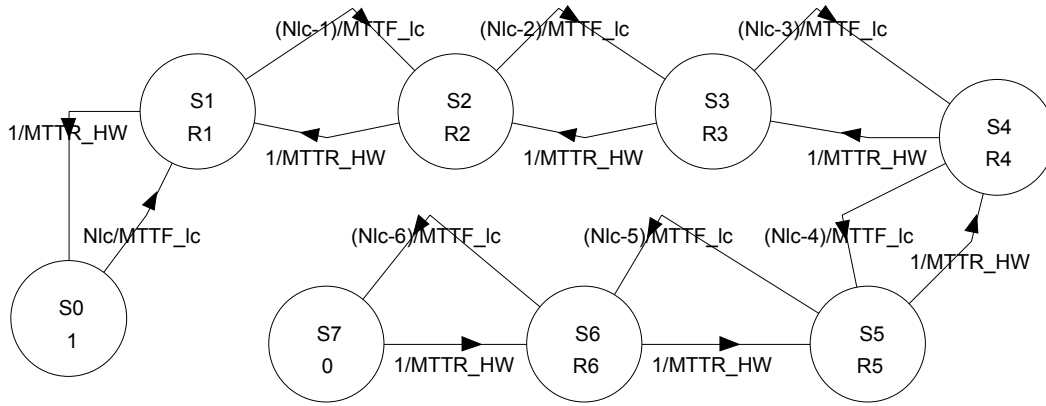 (Nlc-1)/MTTF_lc
(Nlc-2)/MTTF_lc
(Nlc-3)/MTTF_lc
S1
R1
S2
R2
S3
R3
S4
R4
1/MTTR_HW
1/MTTR_HW
1/MTTR_HW
1/MTTR_HW
Nlc/MTTF_lc
(Nlc-6)/MTTF_lc
(Nlc-5)/MTTF_lc
(Nlc-4)/MTTF_lc
1/MTTR_HW
S0
1
S7
0
S6
R6
S5
R5
1/MTTR_HW
1/MTTR_HW